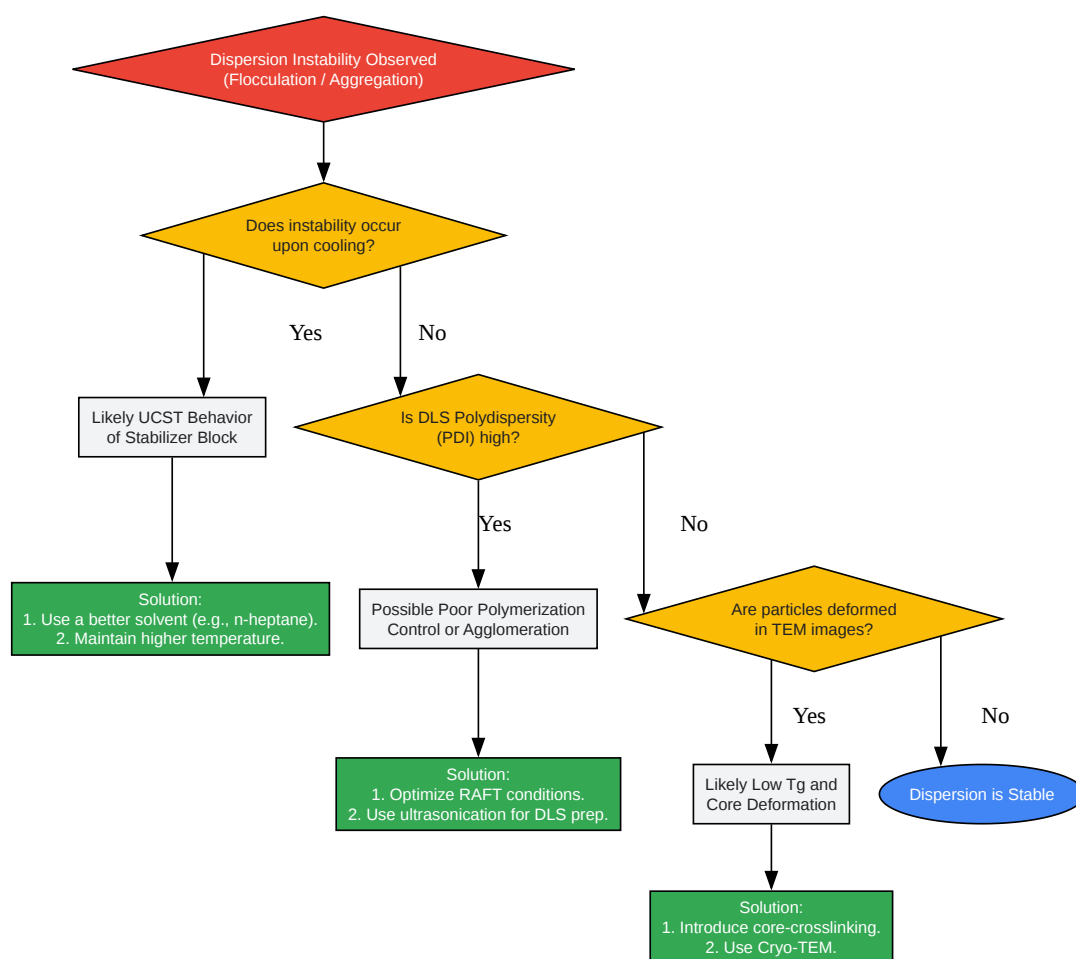 Dispersion Instability Observed
(Flocculation / Aggregation)
Does instability occur
upon cooling?
Yes
No
Likely UCST Behavior
of Stabilizer Block
Is DLS Polydispersity
(PDI) high?
Yes
No
Solution:
1. Use a better solvent (e.g., n-heptane).
2. Maintain higher temperature.
Possible Poor Polymerization
Control or Agglomeration
Are particles deformed
in TEM images?
Yes
No
Solution:
1. Optimize RAFT conditions.
2. Use ultrasonication for DLS prep.
Likely Low Tg and
Core Deformation
Dispersion is Stable
Solution:
1. Introduce core-crosslinking.
2. Use Cryo-TEM.